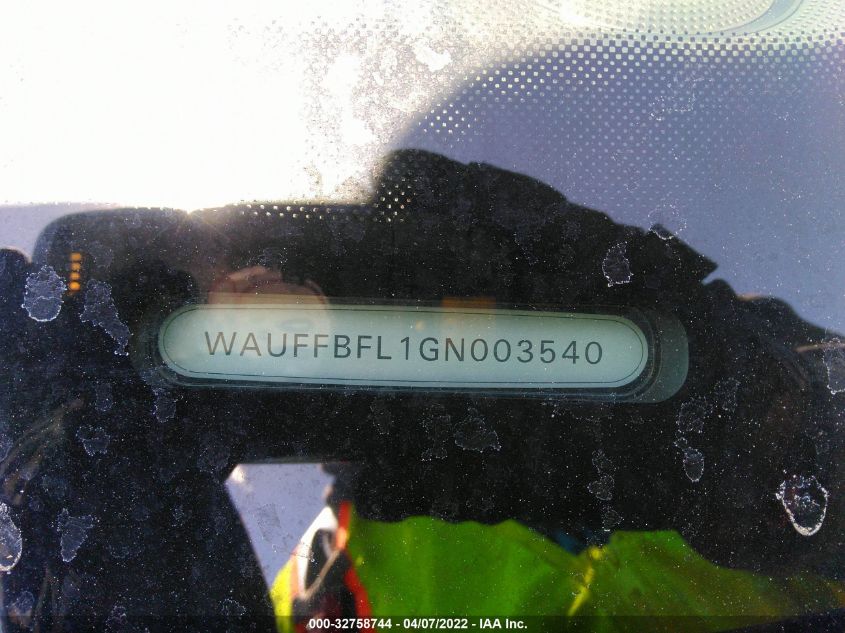 WAUFFBFL1GN003540
000-32758744 - 04/07/2022 - IAA Inc.